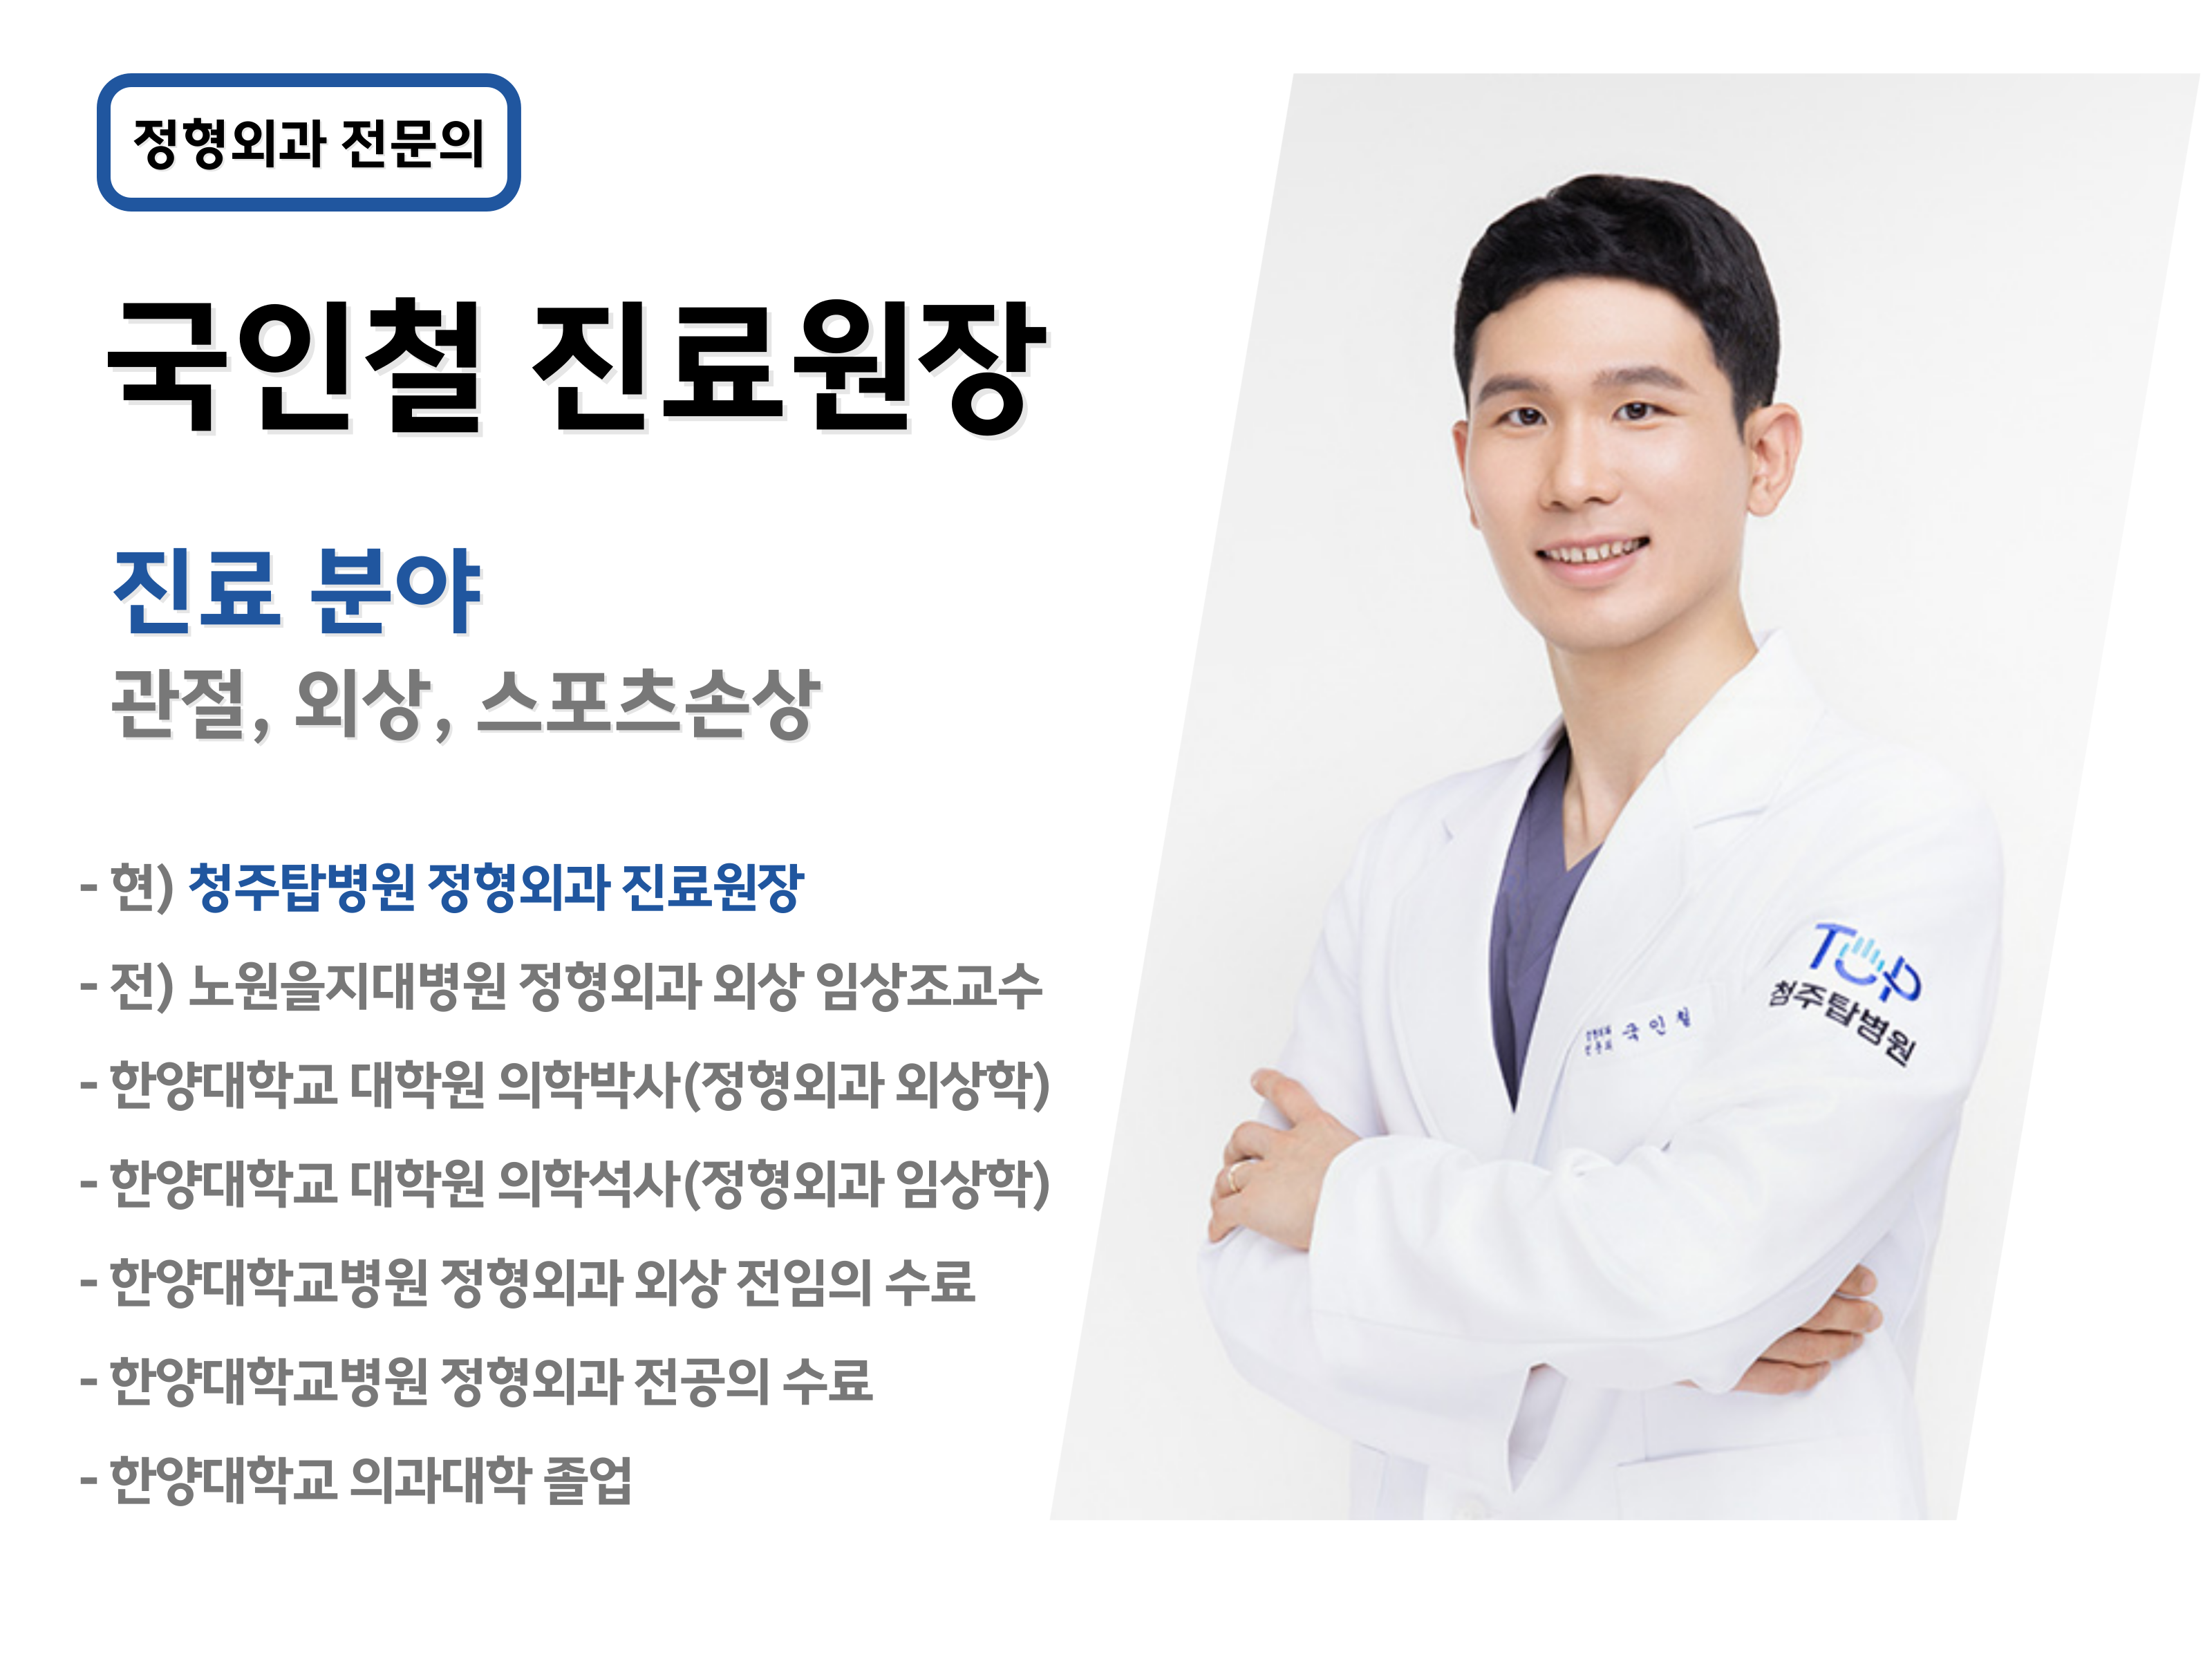 정형외과 전문의
국인철 진료원장
진료 분야
관절, 외상, 스포츠손상
- 현) 청주탑병원 정형외과 진료원장
- 전) 노원을지대병원 정형외과 외상 임상조교수
- 한양대학교 대학원 의학박사(정형외과 외상학)
- 한양대학교 대학원 의학석사(정형외과 임상학)
- 한양대학교병원 정형외과 외상 전임의 수료
- 한양대학교병원 정형외과 전공의 수료
- 한양대학교 의과대학 졸업
TOP
청주탑병원
정형외과
전문의 국인철